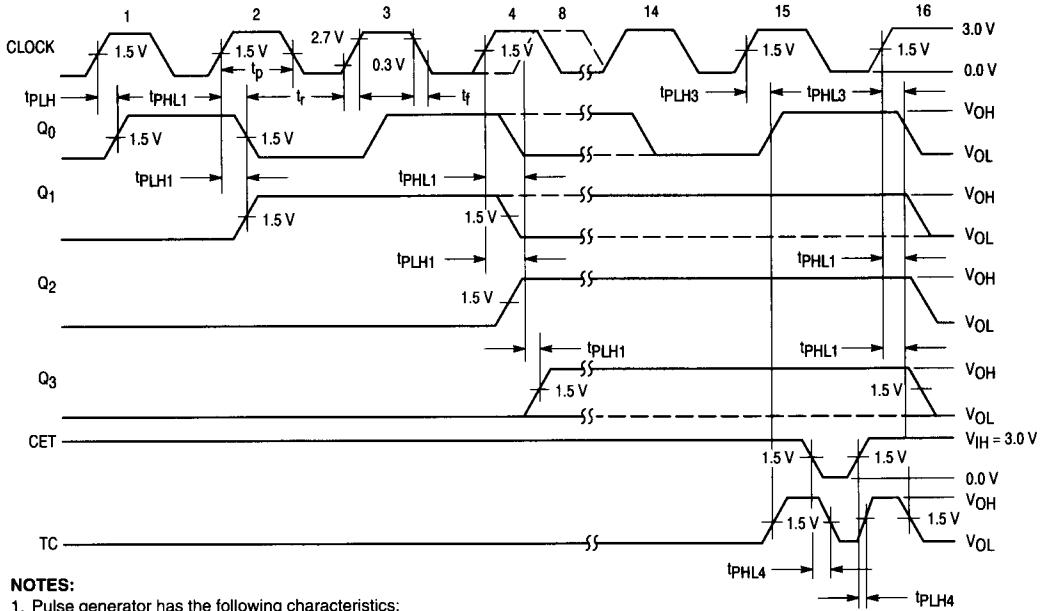 1 2 3 4 8 14 15 16
CLOCK 1.5 V 1.5 V 2.7 V 1.5 V 1.5 V 1.5 V 3.0 V
tp 0.3 V 0.0 V
tPLH tPHL1 tr tf tPLH3 tPHL3
Q0 1.5 V 1.5 V VOH
VOL
tPLH1 tPHL1
Q1 1.5 V 1.5 V VOH
VOL
tPLH1 tPHL1
Q2 1.5 V VOH
VOL
tPLH1 tPHL1
Q3 1.5 V 1.5 V VOH
VOL
CET 1.5 V 1.5 V VIH = 3.0 V
0.0 V
TC 1.5 V 1.5 V VOH
VOL
tPHL4
tPLH4
NOTES:
1. Pulse generator has the following characteristics: